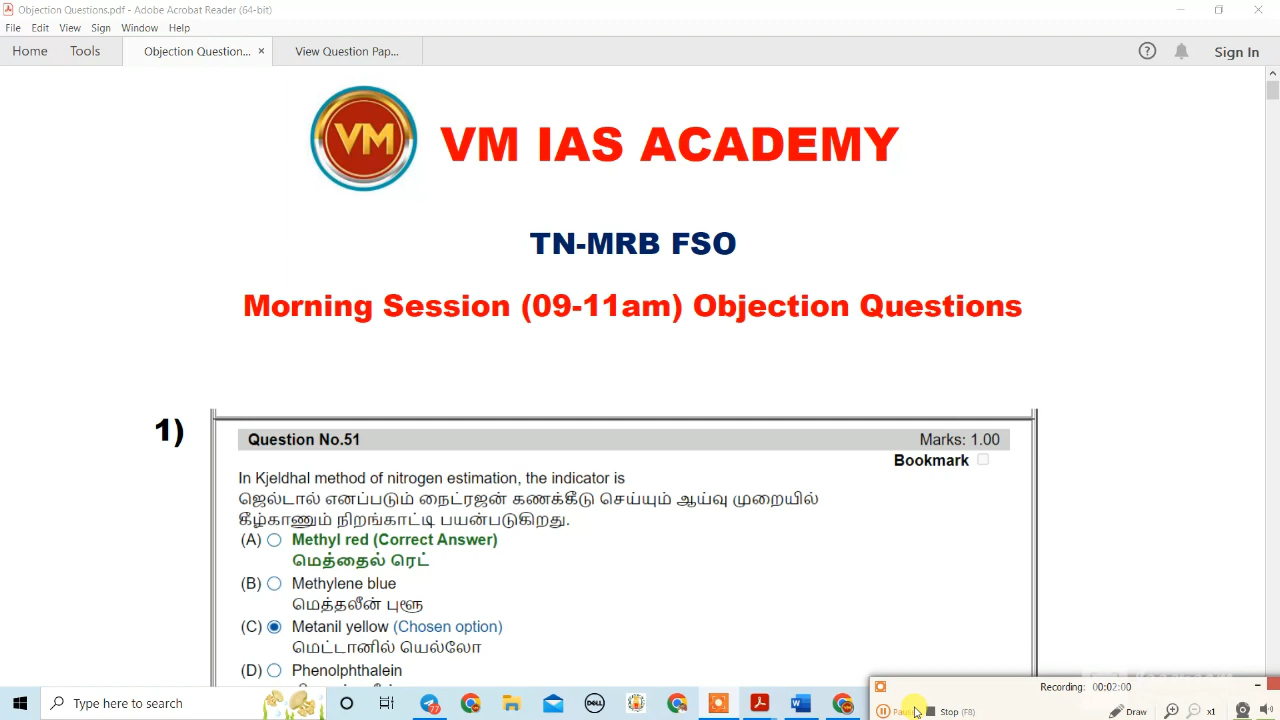 Objection Questions.pdf - Adobe Acrobat Reader (64-bit)
File Edit View Sign Window Help
Home Tools Objection Question... × View Question Pap... Sign In
VM
VM IAS ACADEMY
TN-MRB FSO
Morning Session (09-11am) Objection Questions
1)
Question No.51 Marks: 1.00
Bookmark
In Kjeldhal method of nitrogen estimation, the indicator is
ஜெல்டால் எனப்படும் நைட்ரஜன் கணக்கீடு செய்யும் ஆய்வு முறையில்
கீழ்காணும் நிறங்காட்டி பயன்படுகிறது.
(A) Methyl red (Correct Answer)
மெத்தைல் ரெட்
(B) Methylene blue
மெத்தலீன் புளூ
(C) Metanil yellow (Chosen option)
மெட்டானில் யெல்லோ
(D) Phenolphthalein
Recording: 00:02:00
Type here to search
77
DELL
Pause Stop (F8) Draw x1